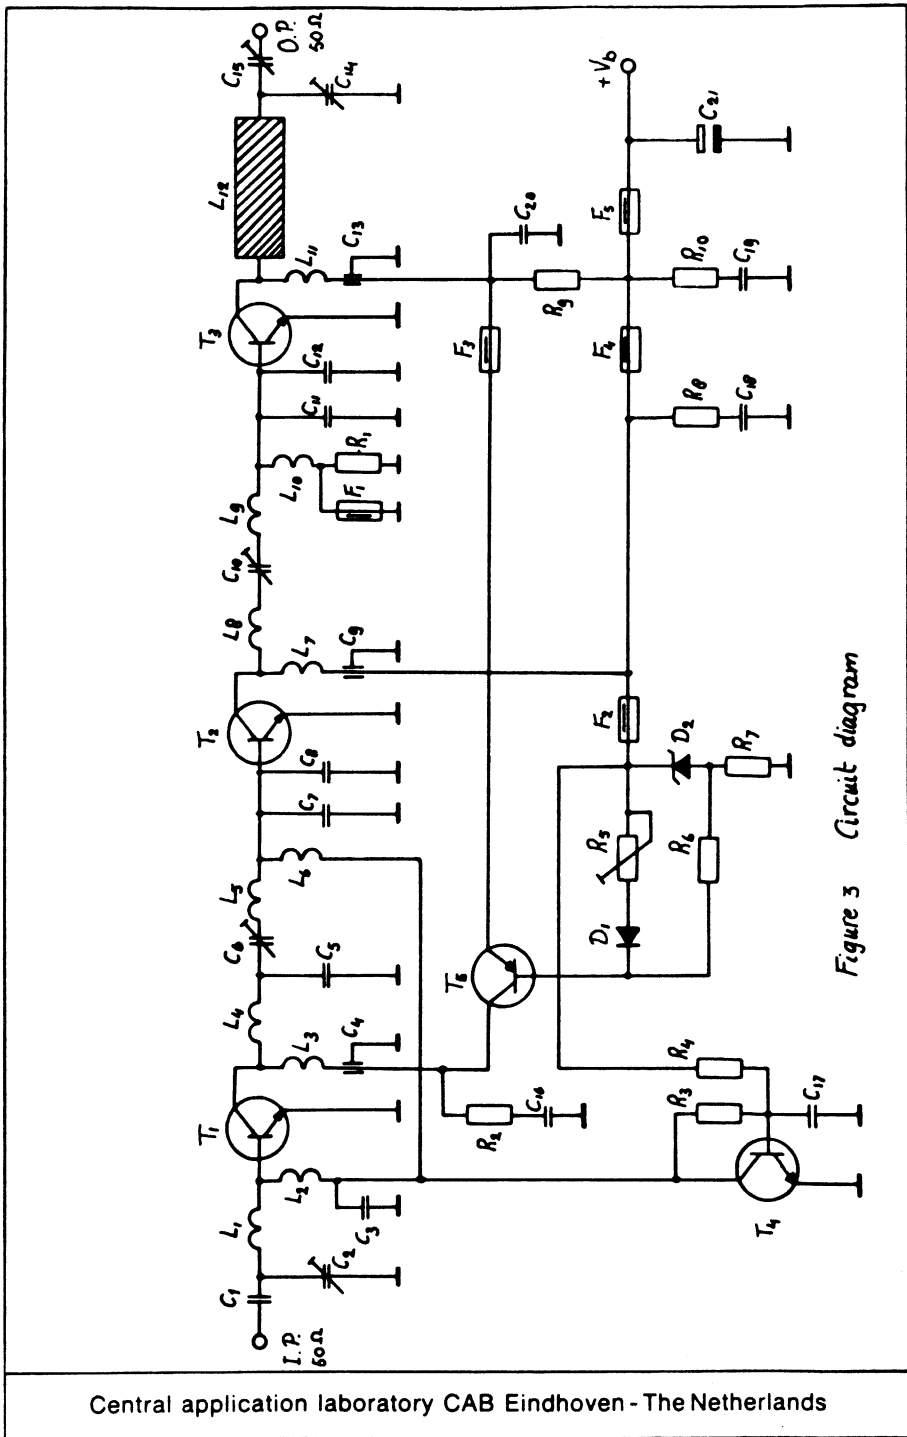 I.P.
50Ω
C1
C2
L1
C3
L2
T1
L3
C4
L4
C5
C6
L5
L6
C7
C8
T2
L7
C9
L8
C10
L9
L10
F1
R1
C11
C12
T3
L11
C13
L12
C14
C15
O.P.
50Ω
R2
C16
T5
F3
C20
R9
T4
R3
R4
C17
D1
R5
R6
D2
R7
F2
R8
C18
F4
R10
C19
F5
C21
+Vb
Figure 3 Circuit diagram
Central application laboratory CAB Eindhoven - The Netherlands